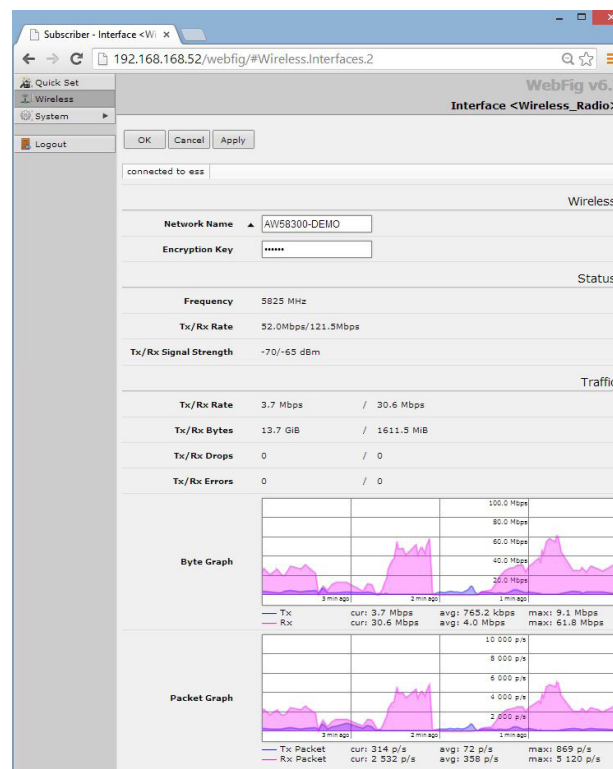 Subscriber - Interface <Wi
192.168.168.52/webfig/#Wireless.Interfaces.2
Quick Set
Wireless
System
Logout
WebFig v6.
Interface <Wireless_Radio>
OK Cancel Apply
connected to ess
Wireless
Network Name AW58300-DEMO
Encryption Key ••••••
Status
Frequency 5825 MHz
Tx/Rx Rate 52.0Mbps/121.5Mbps
Tx/Rx Signal Strength -70/-65 dBm
Traffic
Tx/Rx Rate 3.7 Mbps / 30.6 Mbps
Tx/Rx Bytes 13.7 GiB / 1611.5 MiB
Tx/Rx Drops 0 / 0
Tx/Rx Errors 0 / 0
Byte Graph
100.0 Mbps
80.0 Mbps
60.0 Mbps
40.0 Mbps
20.0 Mbps
3 min ago 2 min ago 1 min ago
Tx cur: 3.7 Mbps avg: 765.2 kbps max: 9.1 Mbps
Rx cur: 30.6 Mbps avg: 4.0 Mbps max: 61.8 Mbps
Packet Graph
10 000 p/s
8 000 p/s
6 000 p/s
4 000 p/s
2 000 p/s
3 min ago 2 min ago 1 min ago
Tx Packet cur: 314 p/s avg: 72 p/s max: 869 p/s
Rx Packet cur: 2 532 p/s avg: 358 p/s max: 5 120 p/s